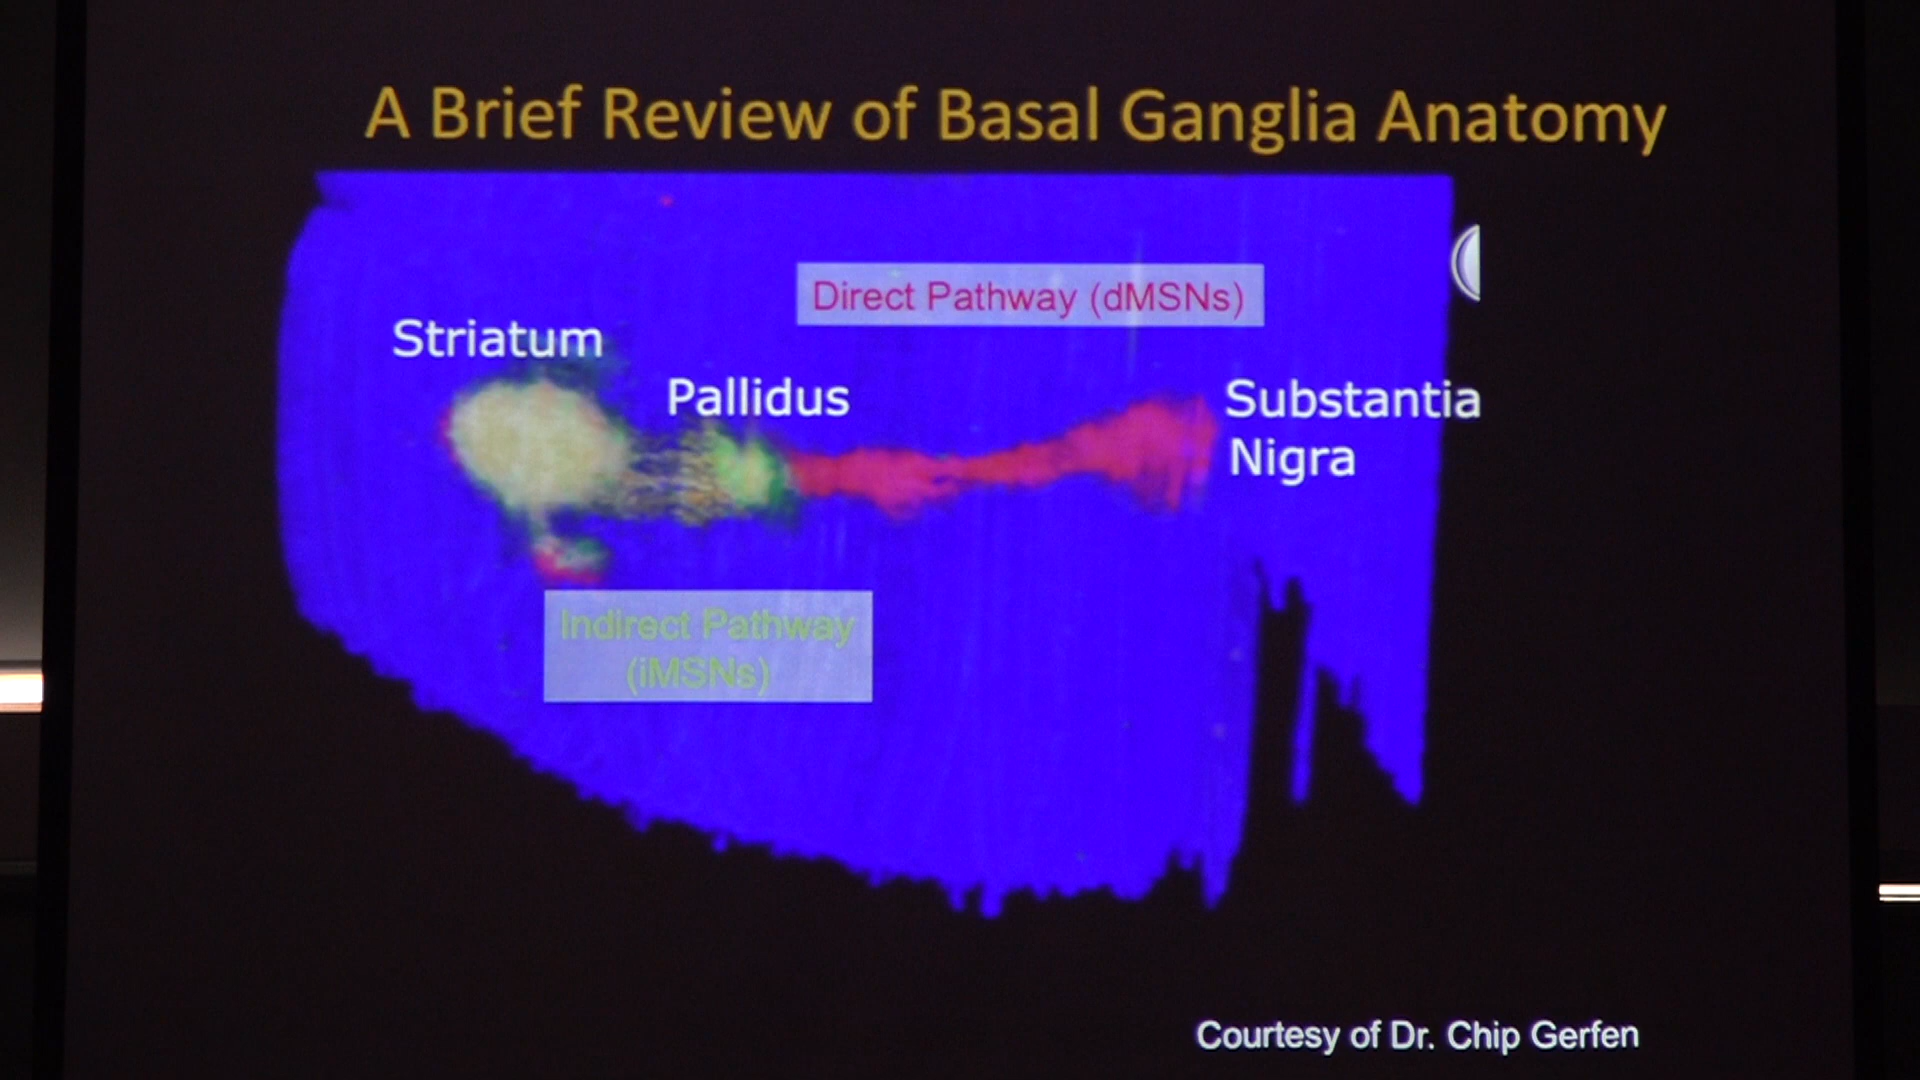 A Brief Review of Basal Ganglia Anatomy
Direct Pathway (dMSNs)
Striatum
Pallidus
Substantia
Nigra
Indirect Pathway
(iMSNs)
Courtesy of Dr. Chip Gerfen